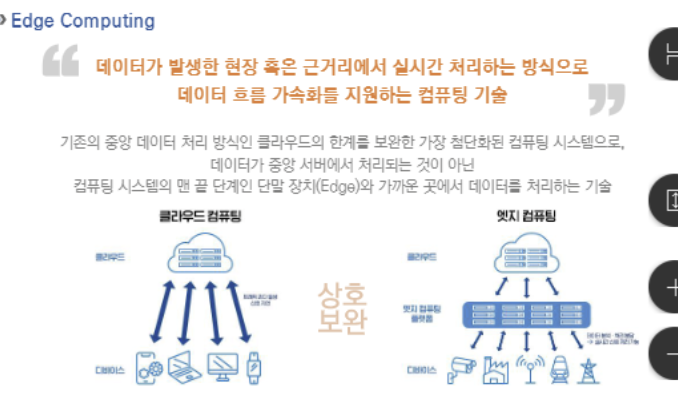 Edge Computing
데이터가 발생한 현장 혹은 근거리에서 실시간 처리하는 방식으로
데이터 흐름 가속화를 지원하는 컴퓨팅 기술
기존의 중앙 데이터 처리 방식인 클라우드의 한계를 보완한 가장 첨단화된 컴퓨팅 시스템으로,
데이터가 중앙 서버에서 처리되는 것이 아닌
컴퓨팅 시스템의 맨 끝 단계인 단말 장치(Edge)와 가까운 곳에서 데이터를 처리하는 기술
클라우드 컴퓨팅
엣지 컴퓨팅
클라우드
클라우드
상호
보완
엣지 컴퓨팅
플랫폼
디바이스
디바이스